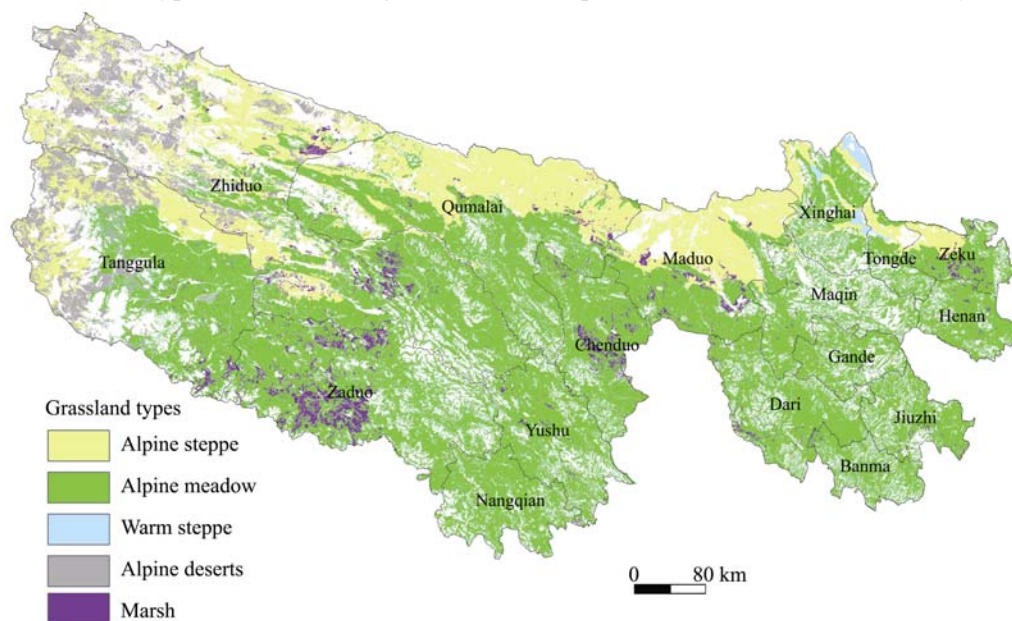 Zhiduo
Qumalai
Xinghai
Tanggula
Maduo
Tongde
Zeku
Maqin
Henan
Chenduo
Gande
Zaduo
Dari
Jiuzhi
Yushu
Banma
Nangqian
Grassland types
Alpine steppe
Alpine meadow
Warm steppe
Alpine deserts
Marsh
0 80 km